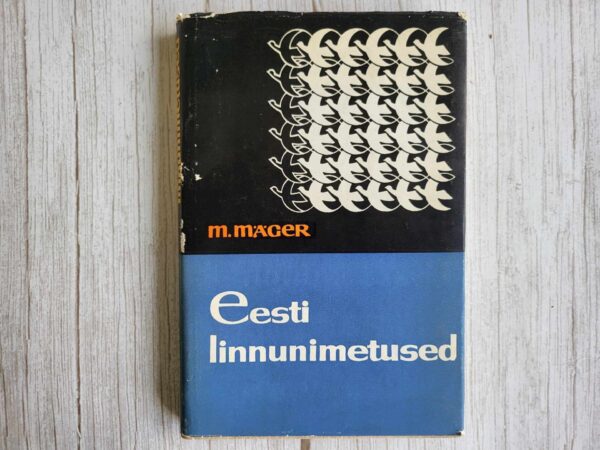 m. mäger
eesti
linnunimetused